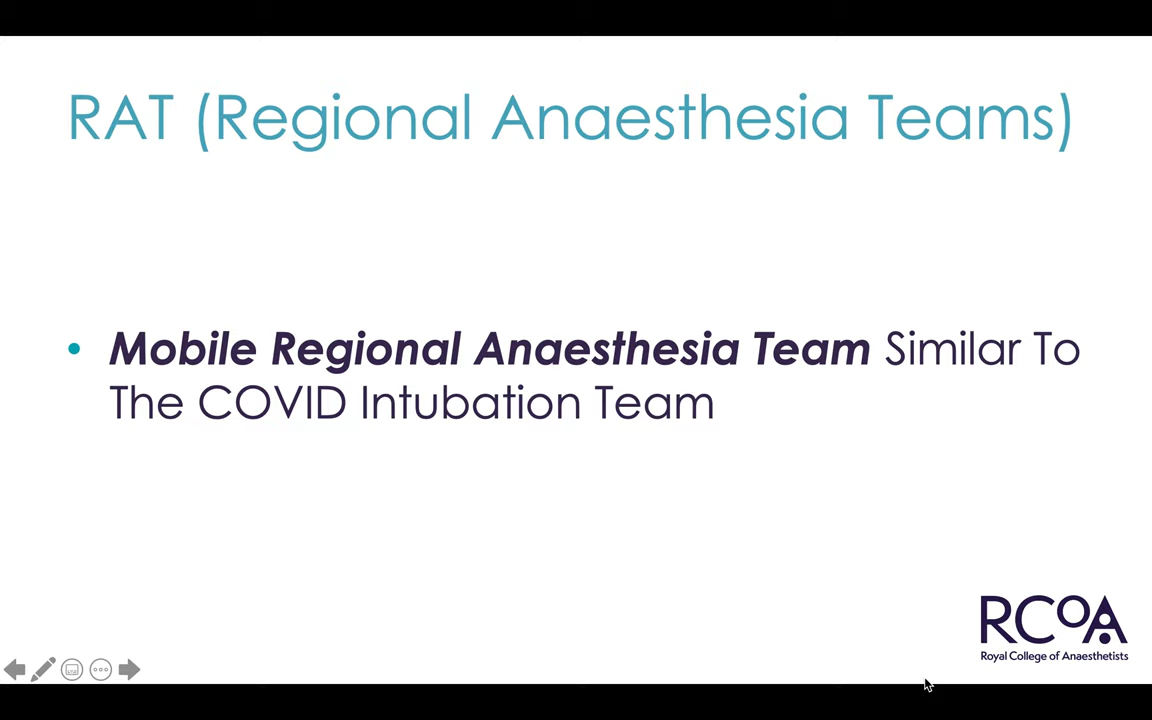 RAT (Regional Anaesthesia Teams)
• Mobile Regional Anaesthesia Team Similar To
The COVID Intubation Team
RCOA
Royal College of Anaesthetists